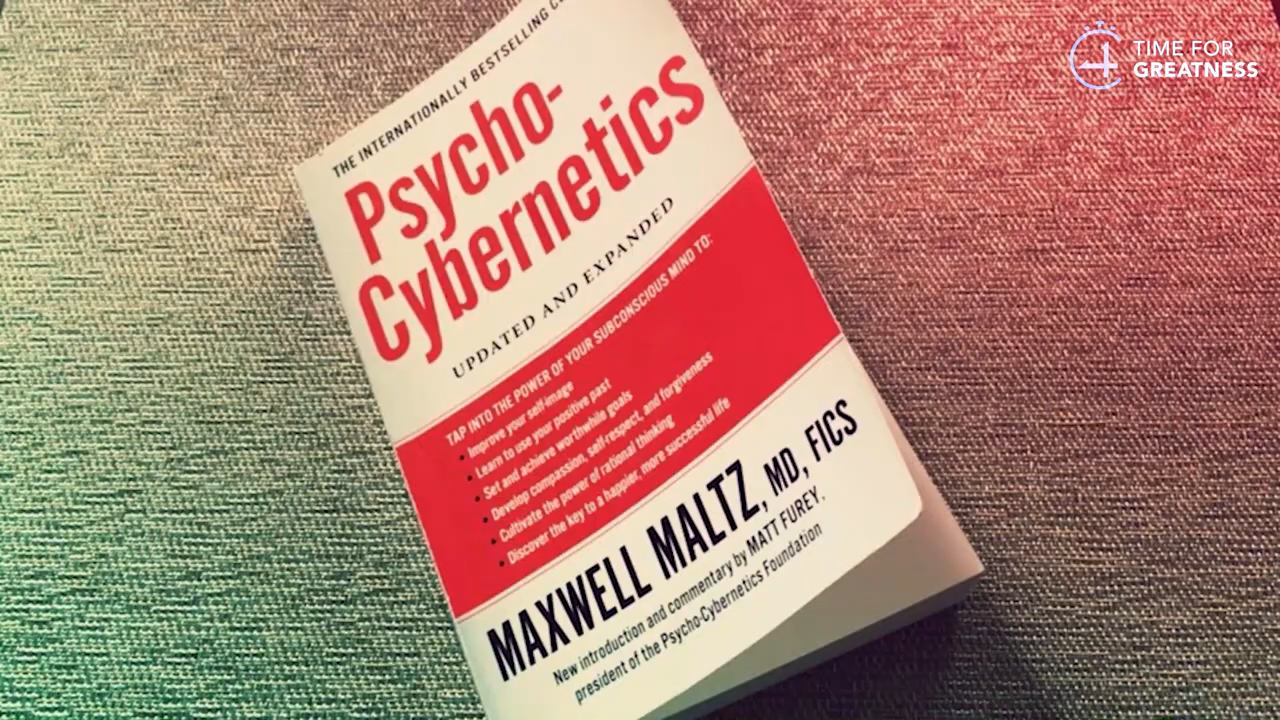 TIME FOR
GREATNESS
THE INTERNATIONALLY BESTSELLING
Psycho-
Cybernetics
UPDATED AND EXPANDED
TAP INTO THE POWER OF YOUR SUBCONSCIOUS MIND TO:
• Improve your self-image
• Learn to use your positive past
• Set and achieve worthwhile goals
• Develop compassion, self-respect, and forgiveness
• Cultivate the power of rational thinking
• Discover the key to a happier, more successful life
MAXWELL MALTZ, MD, FICS
New introduction and commentary by MATT FUREY,
president of the Psycho-Cybernetics Foundation